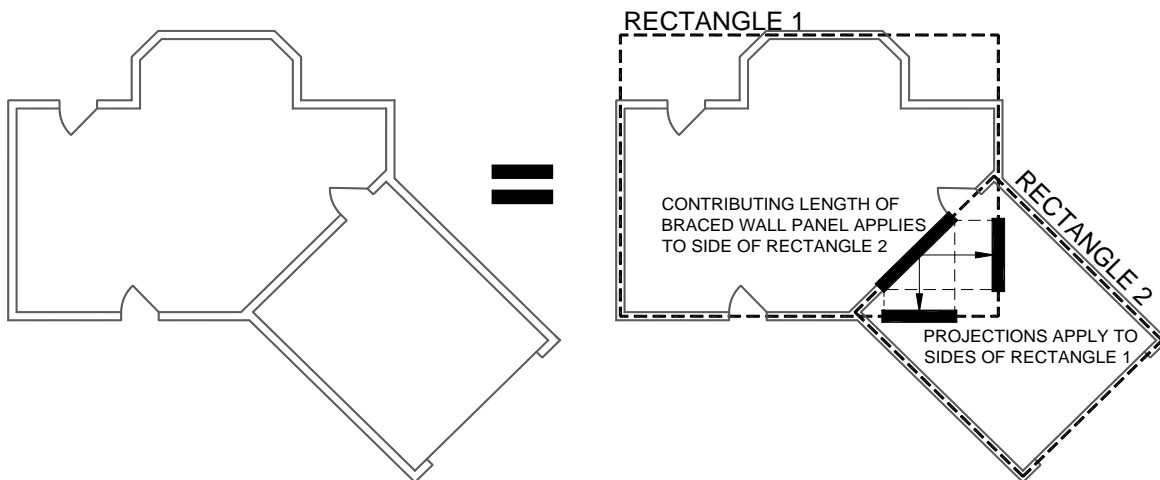 RECTANGLE 1
CONTRIBUTING LENGTH OF
BRACED WALL PANEL APPLIES
TO SIDE OF RECTANGLE 2
RECTANGLE 2
PROJECTIONS APPLY TO
SIDES OF RECTANGLE 1